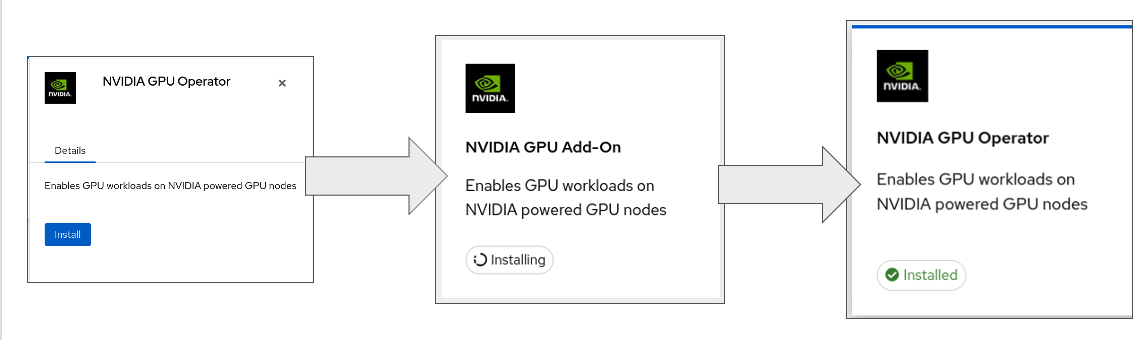 NVIDIA.
NVIDIA GPU Operator
×
Details
Enables GPU workloads on NVIDIA powered GPU nodes
Install
NVIDIA.
NVIDIA GPU Add-On
Enables GPU workloads on
NVIDIA powered GPU nodes
Installing
NVIDIA.
NVIDIA GPU Operator
Enables GPU workloads on
NVIDIA powered GPU nodes
Installed